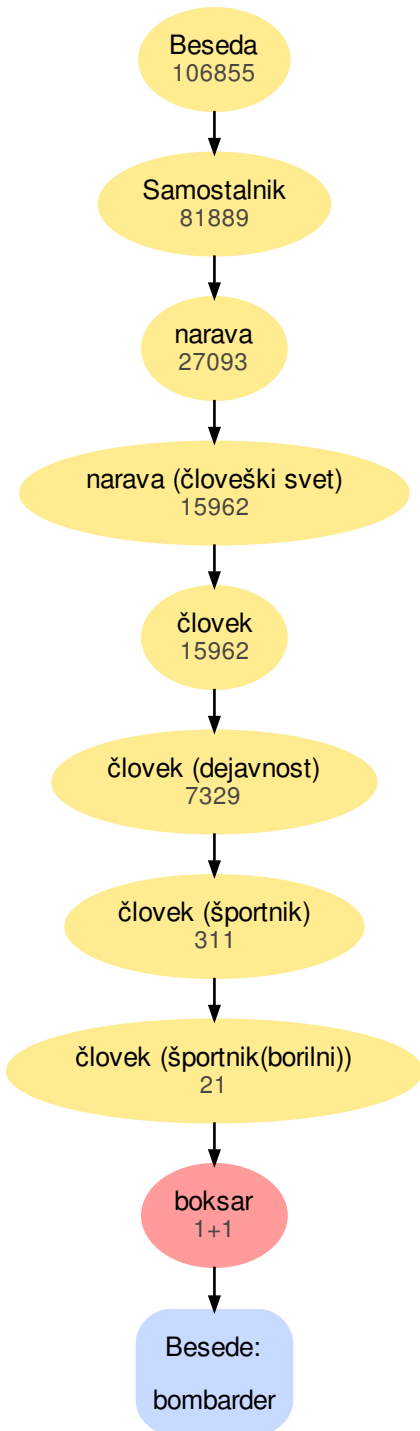 Beseda
106855
Samostalnik
81889
narava
27093
narava (človeški svet)
15962
človek
15962
človek (dejavnost)
7329
človek (športnik)
311
človek (športnik(borilni))
21
boksar
1+1
Besede:
bombarder